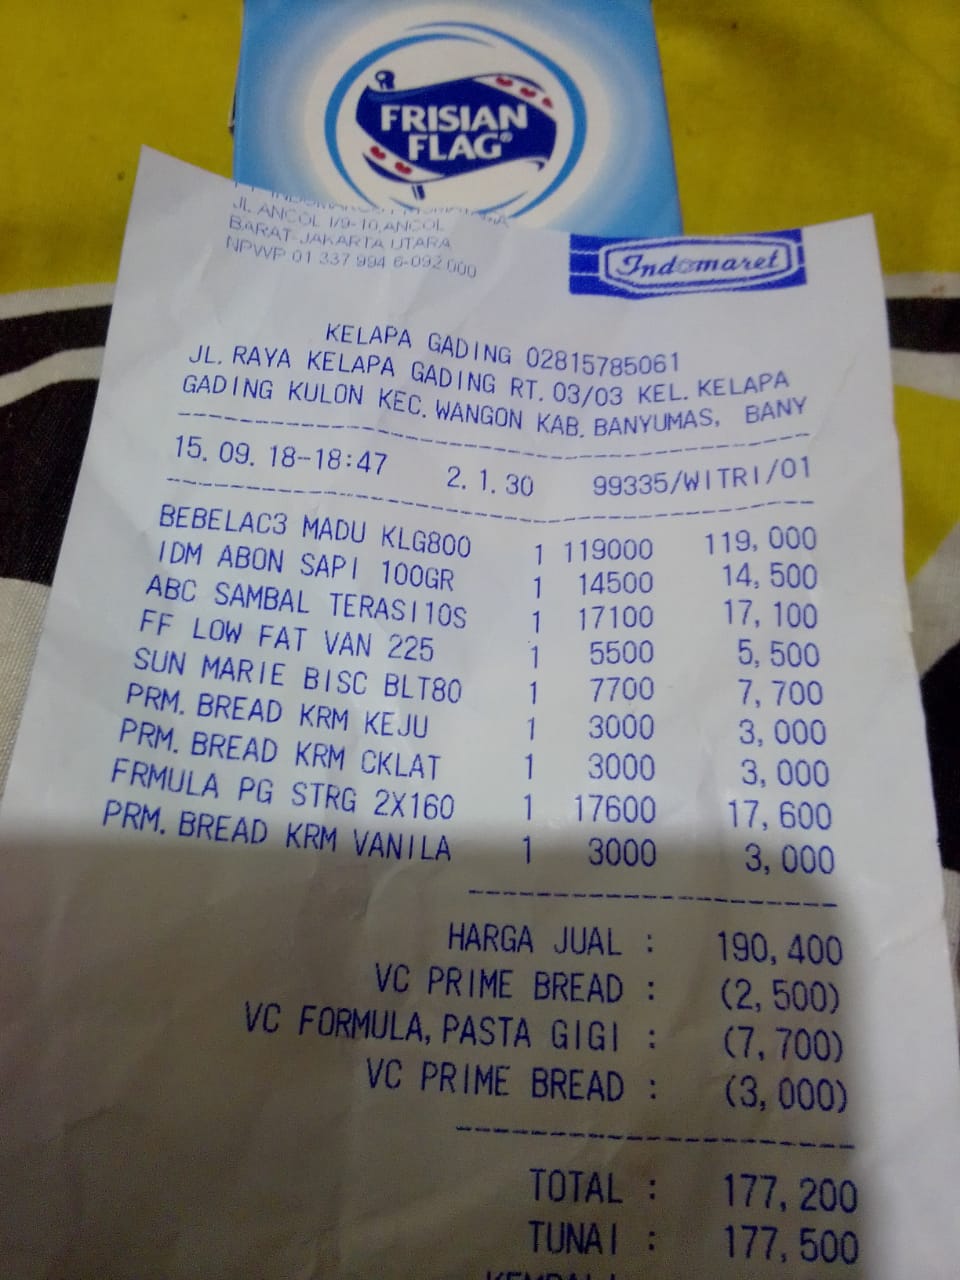 FRISIAN
FLAG®
JL.ANCOL I/9-10,ANCOL
BARAT-JAKARTA UTARA
NPWP 01 337 994 6-092.000
Indomaret
KELAPA GADING 02815785061
JL. RAYA KELAPA GADING RT. 03/03 KEL. KELAPA
GADING KULON KEC. WANGON KAB. BANYUMAS, BANY
15. 09. 18-18:47 2. 1. 30 99335/WITRI/01
BEBELAC3 MADU KLG800 1 119000 119, 000
IDM ABON SAPI 100GR 1 14500 14, 500
ABC SAMBAL TERASI10S 1 17100 17, 100
FF LOW FAT VAN 225 1 5500 5, 500
SUN MARIE BISC BLT80 1 7700 7, 700
PRM. BREAD KRM KEJU 1 3000 3, 000
PRM. BREAD KRM CKLAT 1 3000 3, 000
FRMULA PG STRG 2X160 1 17600 17, 600
PRM. BREAD KRM VANILA 1 3000 3, 000
HARGA JUAL : 190, 400
VC PRIME BREAD : (2, 500)
VC FORMULA, PASTA GIGI : (7, 700)
VC PRIME BREAD : (3, 000)
TOTAL : 177, 200
TUNAI : 177, 500